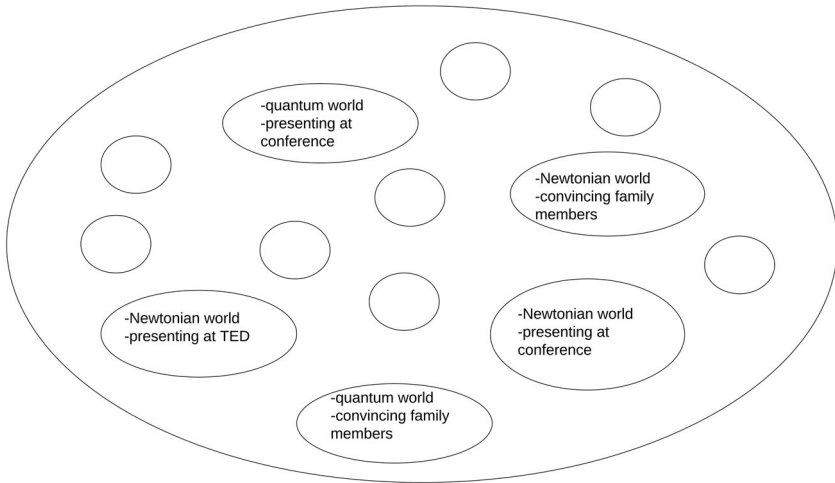 -quantum world
-presenting at
conference
-Newtonian world
-convincing family
members
-Newtonian world
-presenting at TED
-Newtonian world
-presenting at
conference
-quantum world
-convincing family
members